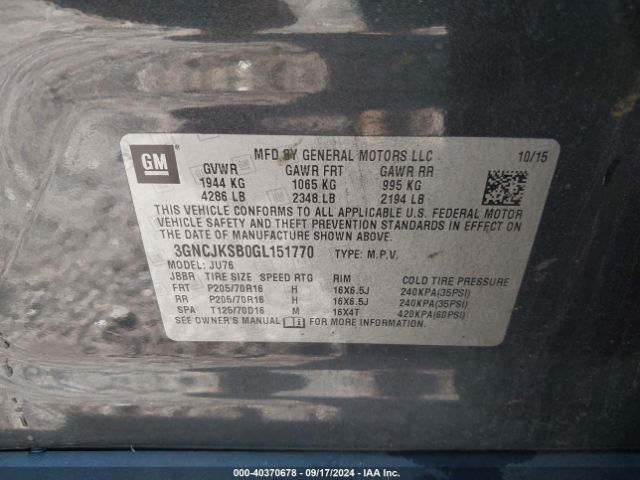 GM
MFD BY GENERAL MOTORS LLC 10/15
GVWR GAWR FRT GAWR RR
1944 KG 1065 KG 995 KG
4286 LB 2348 LB 2194 LB
THIS VEHICLE CONFORMS TO ALL APPLICABLE U.S. FEDERAL MOTOR
VEHICLE SAFETY AND THEFT PREVENTION STANDARDS IN EFFECT ON
THE DATE OF MANUFACTURE SHOWN ABOVE.
3GNCJKSB0GL151770 TYPE: M.P.V.
MODEL: JU76
JBBR TIRE SIZE SPEED RTG RIM COLD TIRE PRESSURE
FRT P205/70R16 H 16X6.5J 240KPA(35PSI)
RR P205/70R16 H 16X6.5J 240KPA(35PSI)
SPA T125/70D16 M 16X4T 420KPA(60PSI)
SEE OWNER'S MANUAL i FOR MORE INFORMATION.
000-40370678 - 09/17/2024 - IAA Inc.